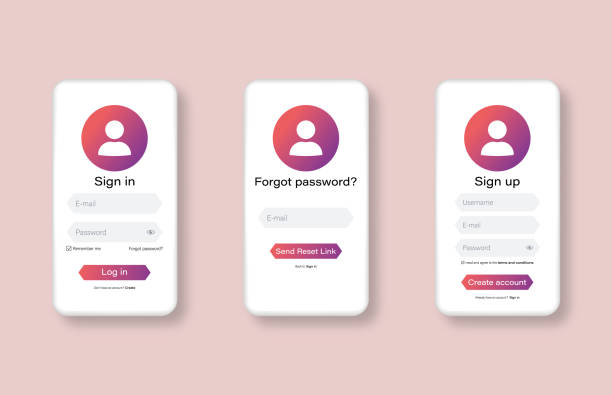 Sign in
E-mail
Password
Remember me Forgot password?
Log in
Don't have an account? Create
Forgot password?
E-mail
Send Reset Link
Back to Sign in
Sign up
Username
E-mail
Password
I read and agree to the terms and conditions
Create account
Already have an account? Sign in